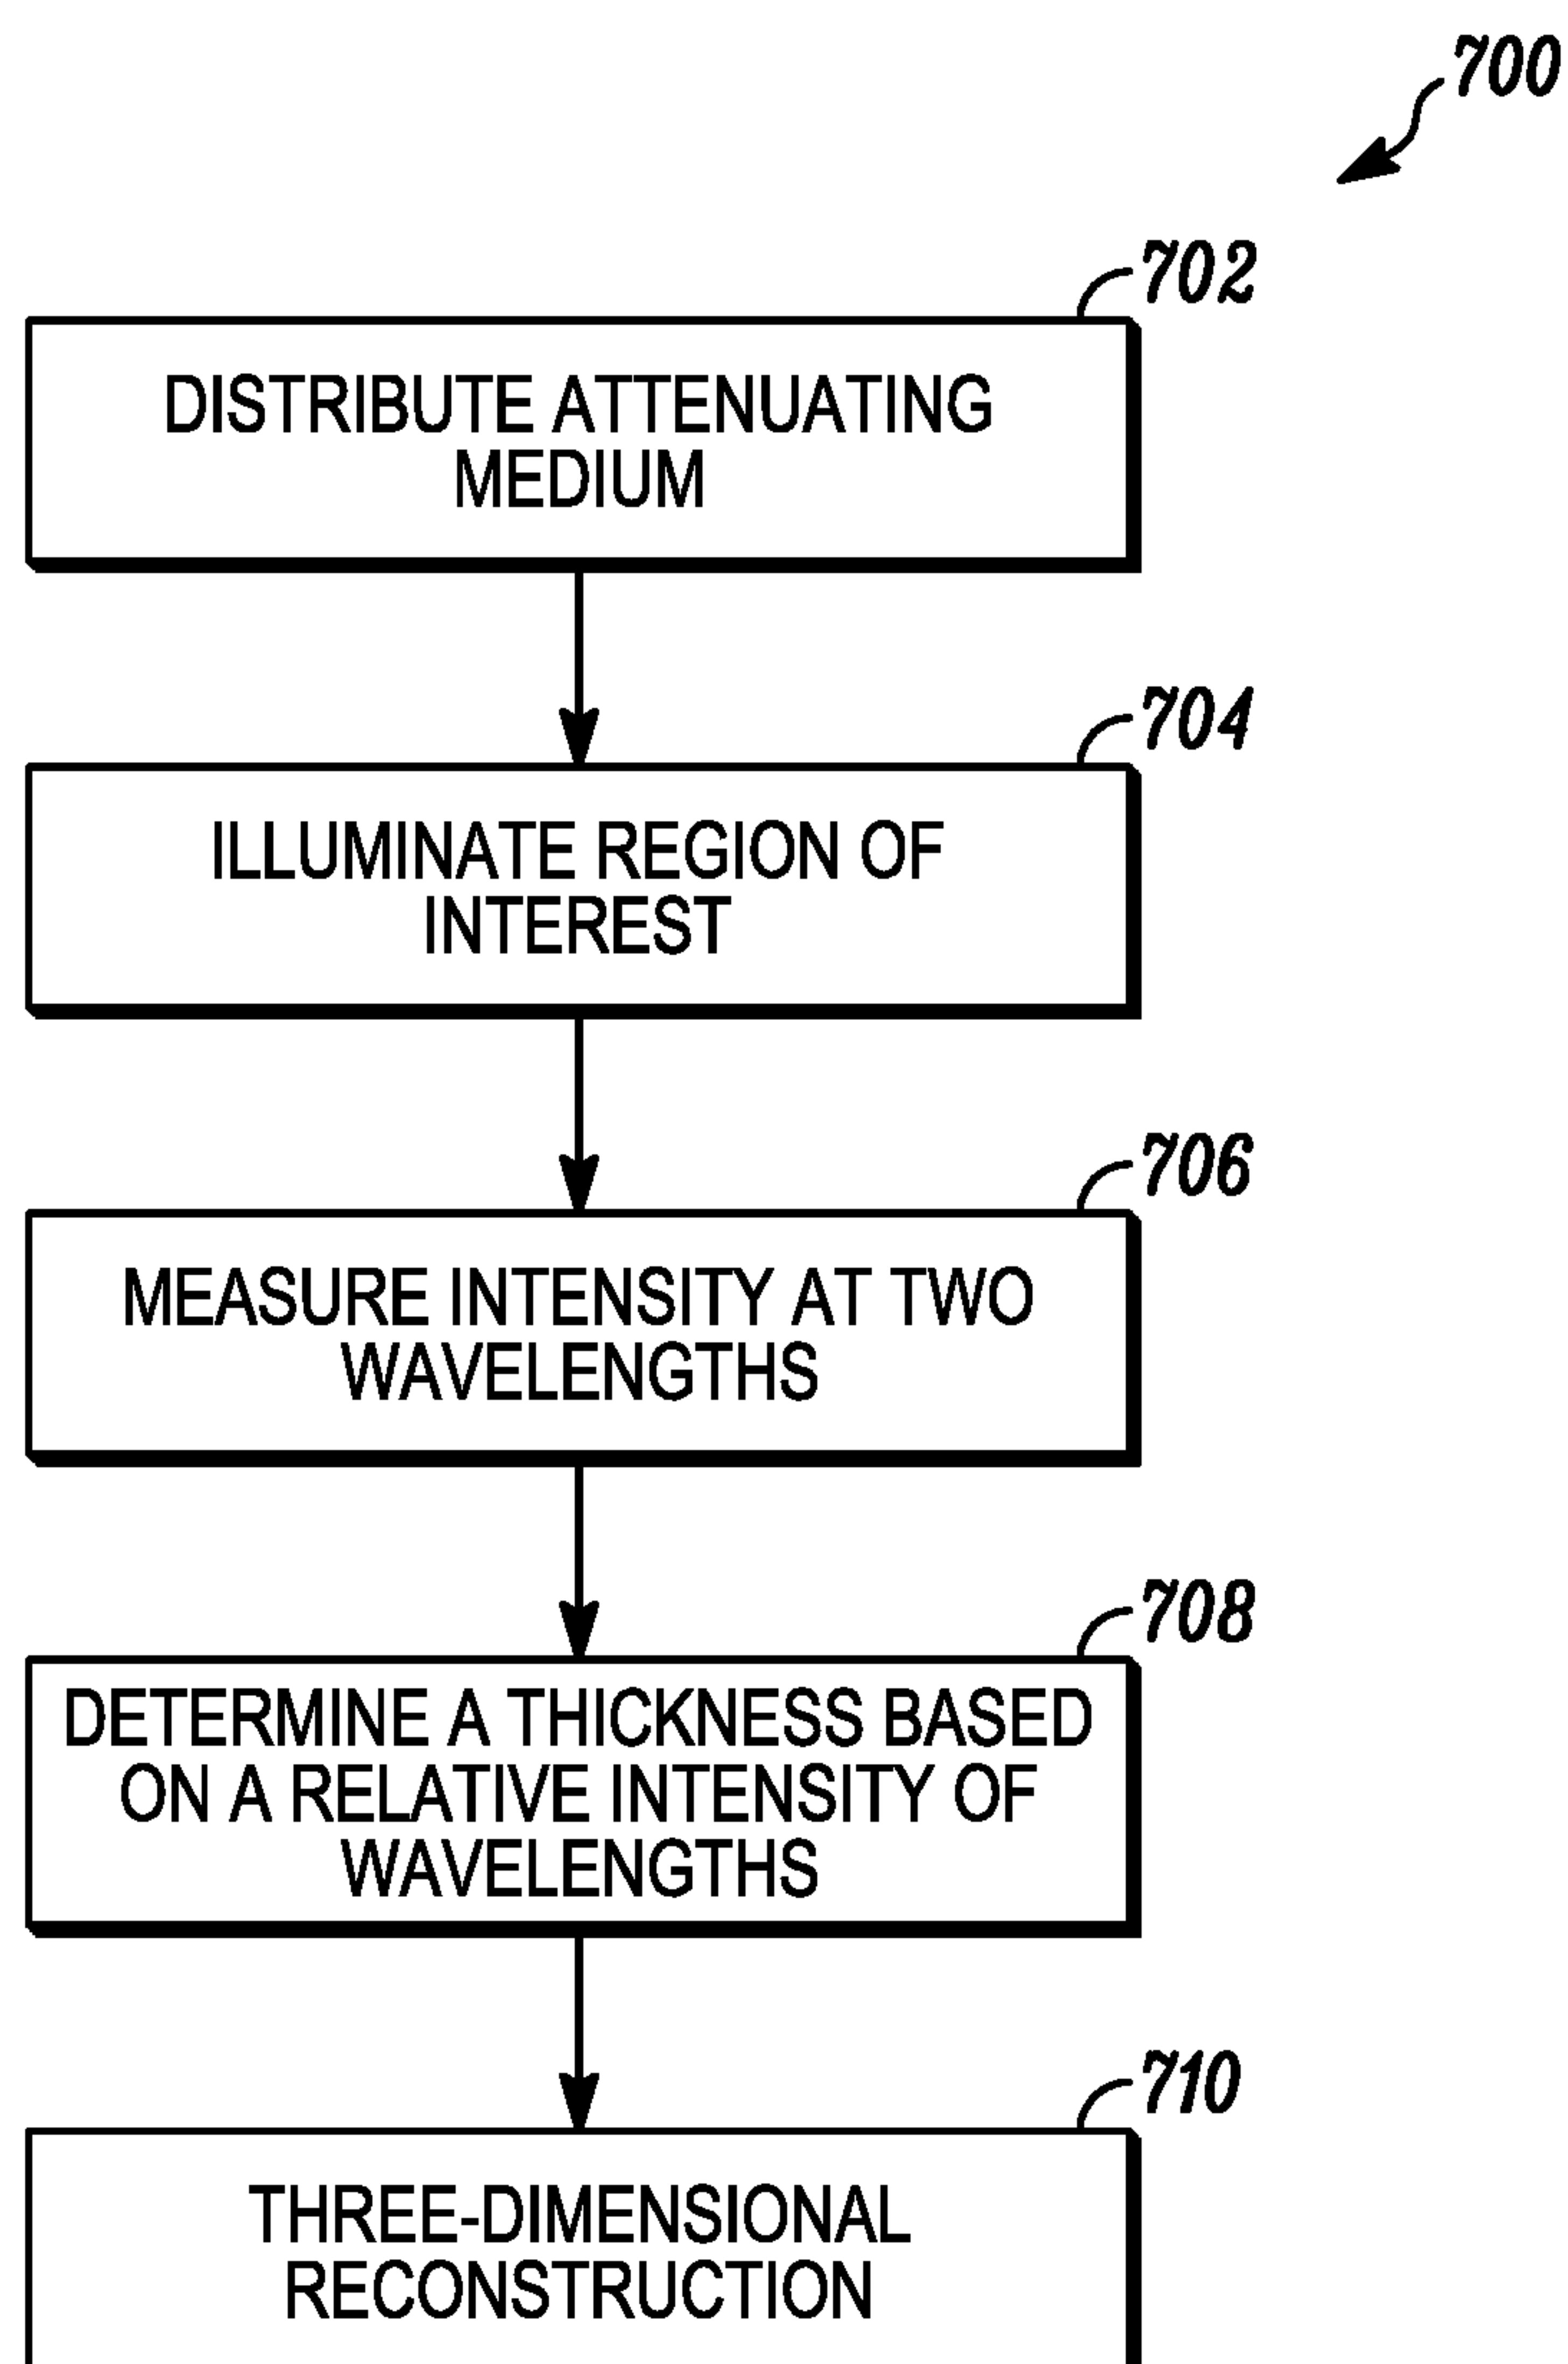 700
702
DISTRIBUTE ATTENUATING
MEDIUM
704
ILLUMINATE REGION OF
INTEREST
706
MEASURE INTENSITY AT TWO
WAVELENGTHS
708
DETERMINE A THICKNESS BASED
ON A RELATIVE INTENSITY OF
WAVELENGTHS
710
THREE-DIMENSIONAL
RECONSTRUCTION